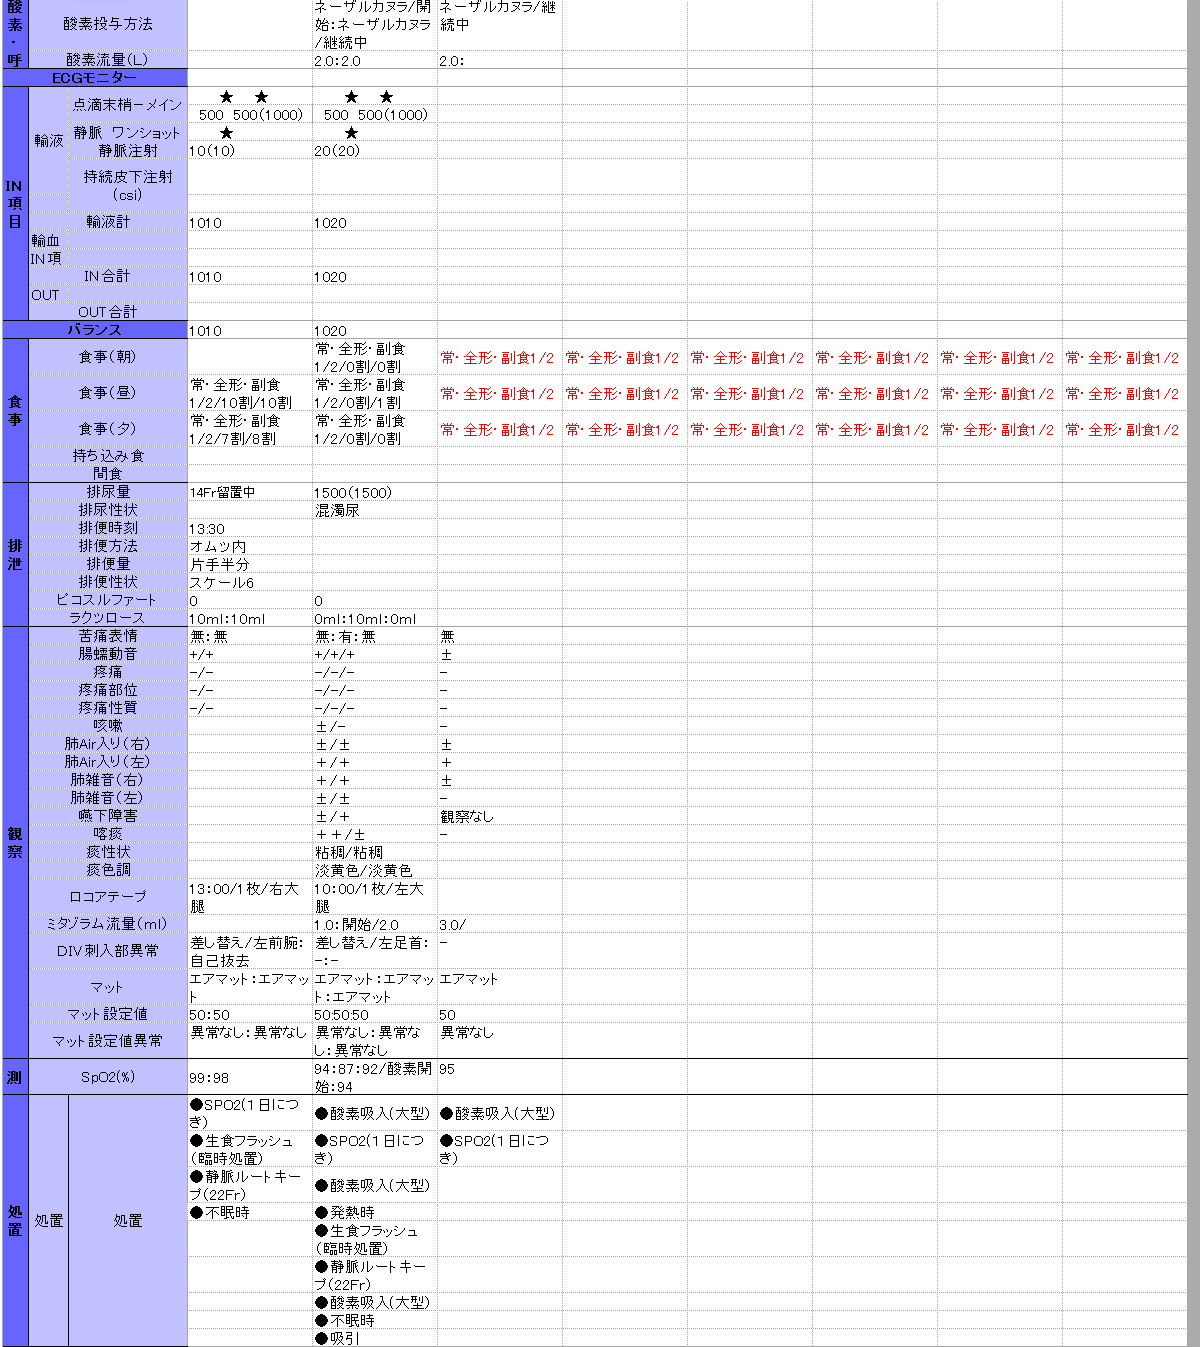 酸素・呼
酸素投与方法
ネーザルカヌラ/開始:ネーザルカヌラ/継続中
ネーザルカヌラ/継続中
酸素流量(L)
2.0:2.0
2.0:
ECGモニター
IN項目
輸液
点滴末梢-メイン
★ ★
★ ★
500 500(1000)
500 500(1000)
静脈 ワンショット静脈注射
★
★
10(10)
20(20)
持続皮下注射(csi)
輸液計
1010
1020
輸血
IN項
IN合計
1010
1020
OUT
OUT合計
バランス
1010
1020
食事
食事(朝)
常・全形・副食1/2/0割/0割
常・全形・副食1/2
常・全形・副食1/2
常・全形・副食1/2
常・全形・副食1/2
常・全形・副食1/2
常・全形・副食1/2
食事(昼)
常・全形・副食1/2/10割/10割
常・全形・副食1/2/0割/1割
常・全形・副食1/2
常・全形・副食1/2
常・全形・副食1/2
常・全形・副食1/2
常・全形・副食1/2
常・全形・副食1/2
食事(夕)
常・全形・副食1/2/7割/8割
常・全形・副食1/2/0割/0割
常・全形・副食1/2
常・全形・副食1/2
常・全形・副食1/2
常・全形・副食1/2
常・全形・副食1/2
常・全形・副食1/2
持ち込み食
間食
排泄
排尿量
14Fr留置中
1500(1500)
排尿性状
混濁尿
排便時刻
13:30
排便方法
オムツ内
排便量
片手半分
排便性状
スケール6
ピコスルファート
0
0
ラクツロース
10ml:10ml
0ml:10ml:0ml
観察
苦痛表情
無:無
無:有:無
無
腸蠕動音
+/+
+/+/+
±
疼痛
-/-
-/-/-
-
疼痛部位
-/-
-/-/-
-
疼痛性質
-/-
-/-/-
-
咳嗽
±/-
-
肺Air入り(右)
±/±
±
肺Air入り(左)
+/+
+
肺雑音(右)
+/+
±
肺雑音(左)
±/±
-
嚥下障害
±/+
観察なし
喀痰
++/±
-
痰性状
粘稠/粘稠
痰色調
淡黄色/淡黄色
ロコアテープ
13:00/1枚/右大腿
10:00/1枚/左大腿
ミダゾラム流量(ml)
1.0:開始/2.0
3.0/
DIV刺入部異常
差し替え/左前腕:自己抜去
差し替え/左足首:-:-
-
マット
エアマット:エアマット
エアマット:エアマット:エアマット
エアマット
マット設定値
50:50
50:50:50
50
マット設定値異常
異常なし:異常なし
異常なし:異常なし:異常なし
異常なし
測
SpO2(%)
99:98
94:87:92/酸素開始:94
95
処置
処置
処置
●SPO2(1日につき)
●酸素吸入(大型)
●酸素吸入(大型)
●生食フラッシュ(臨時処置)
●SPO2(1日につき)
●SPO2(1日につき)
●静脈ルートキープ(22Fr)
●酸素吸入(大型)
●不眠時
●発熱時
●生食フラッシュ(臨時処置)
●静脈ルートキープ(22Fr)
●酸素吸入(大型)
●不眠時
●吸引